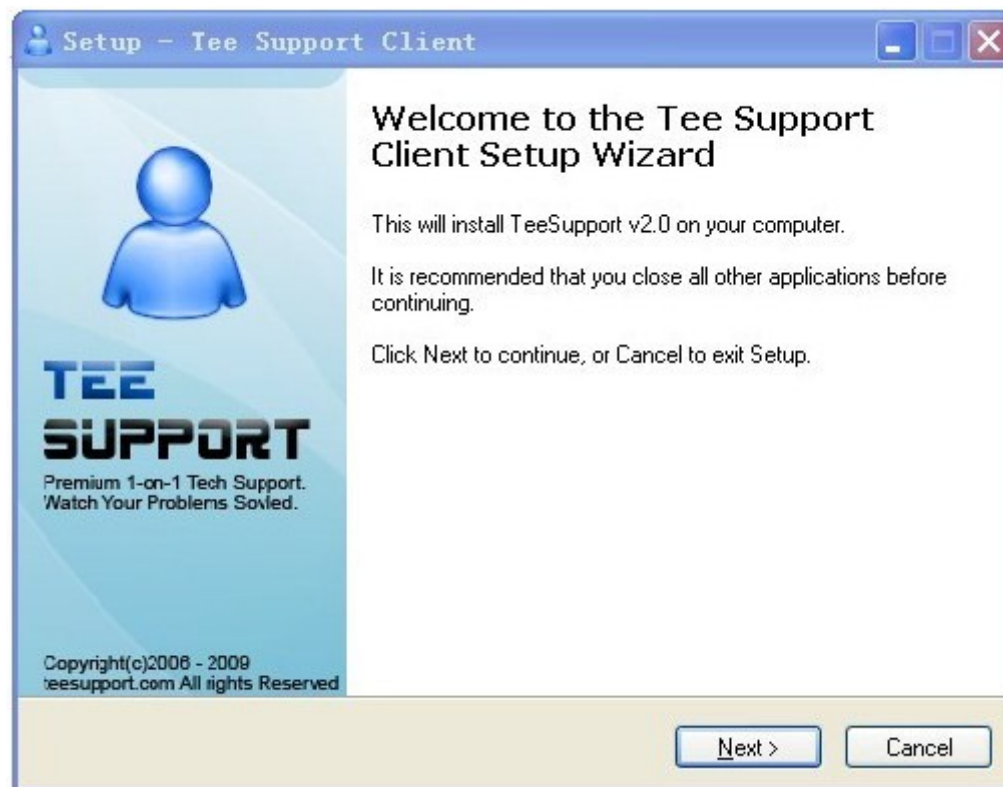 Setup - Tee Support Client
Welcome to the Tee Support
Client Setup Wizard
This will install TeeSupport v2.0 on your computer.
It is recommended that you close all other applications before
continuing.
Click Next to continue, or Cancel to exit Setup.
TEE
SUPPORT
Premium 1-on-1 Tech Support.
Watch Your Problems Sovled.
Copyright(c)2006 - 2009
teesupport.com All rights Reserved
Next >
Cancel